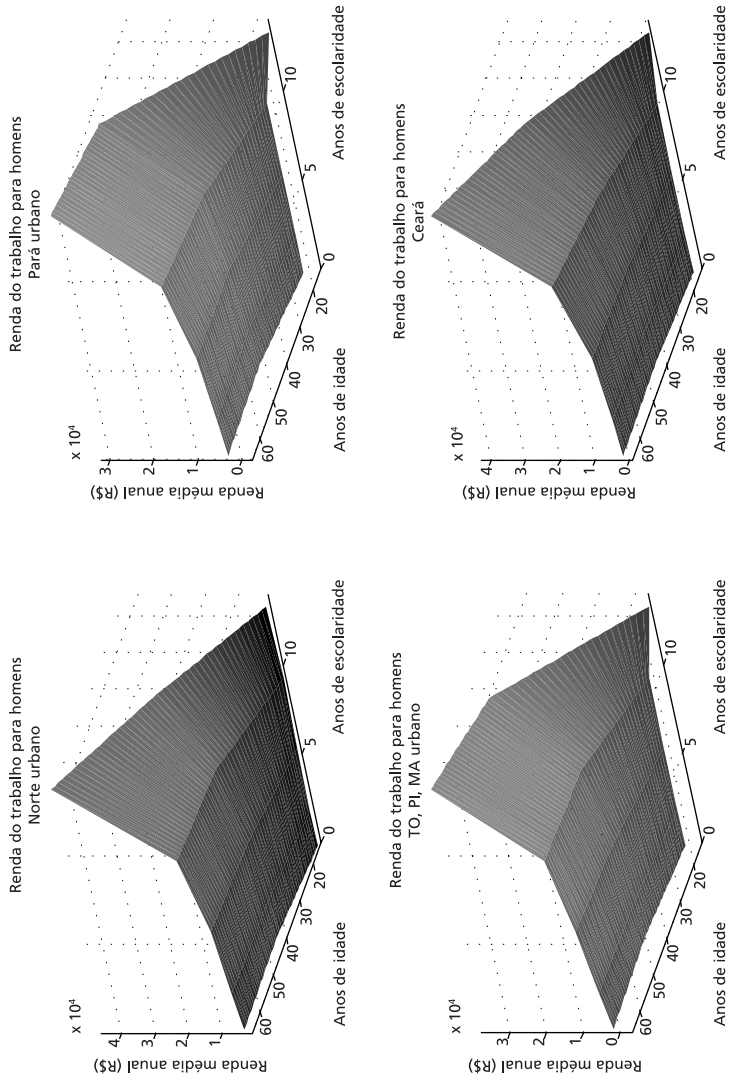 Renda do trabalho para homens
Norte urbano
x 10⁴
4
3
2
1
Renda média anual (R$)
60
50
40
30
20
Anos de idade
0
5
10
Anos de escolaridade
Renda do trabalho para homens
Pará urbano
x 10⁴
3
2
1
0
Renda média anual (R$)
60
50
40
30
20
Anos de idade
0
5
10
Anos de escolaridade
Renda do trabalho para homens
TO, PI, MA urbano
x 10⁴
3
2
1
0
Renda média anual (R$)
60
50
40
30
20
Anos de idade
0
5
10
Anos de escolaridade
Renda do trabalho para homens
Ceará
x 10⁴
4
3
2
1
0
Renda média anual (R$)
60
50
40
30
20
Anos de idade
0
5
10
Anos de escolaridade